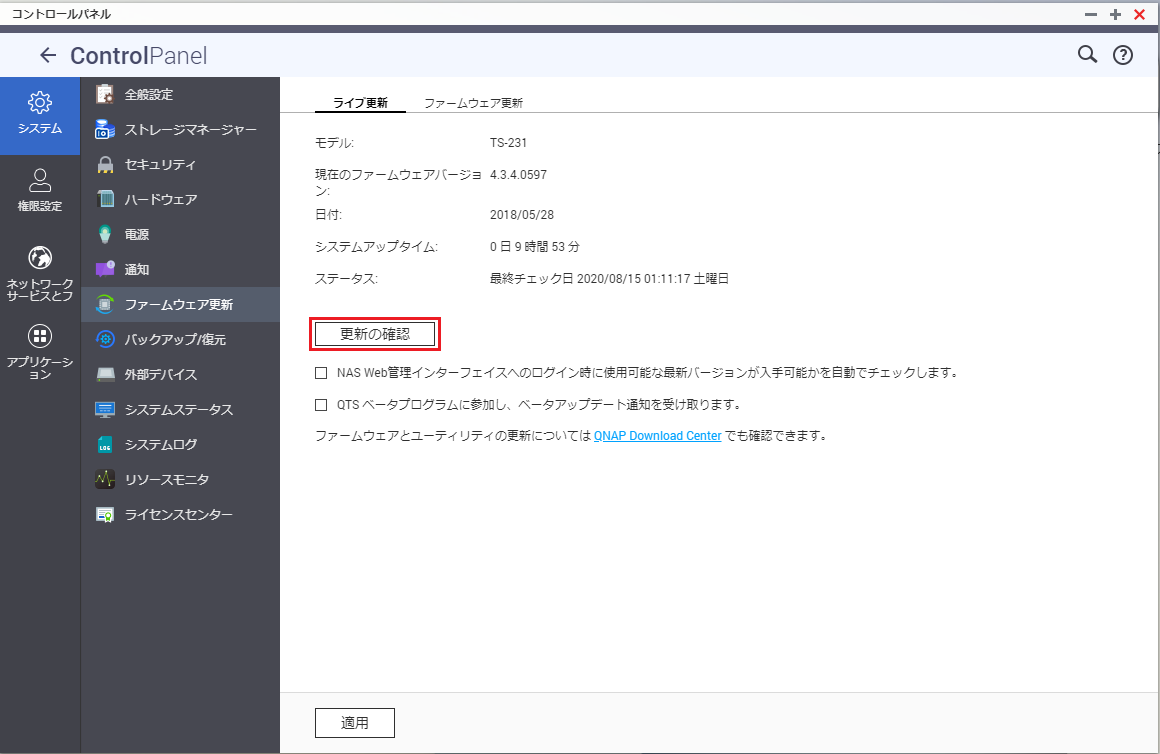 コントロールパネル
ControlPanel
システム
権限設定
ネットワーク
サービスとフ
アプリケーシ
ョン
全般設定
ストレージマネージャー
セキュリティ
ハードウェア
電源
通知
ファームウェア更新
バックアップ/復元
外部デバイス
システムステータス
LOG
システムログ
リソースモニタ
ライセンスセンター
ライブ更新 ファームウェア更新
モデル: TS-231
現在のファームウェアバージョ 4.3.4.0597
ン:
日付: 2018/05/28
システムアップタイム: 0 日 9 時間 53 分
ステータス: 最終チェック日 2020/08/15 01:11:17 土曜日
更新の確認
NAS Web管理インターフェイスへのログイン時に使用可能な最新バージョンが入手可能かを自動でチェックします。
QTS ベータプログラムに参加し、ベータアップデート通知を受け取ります。
ファームウェアとユーティリティの更新については QNAP Download Center でも確認できます。
適用